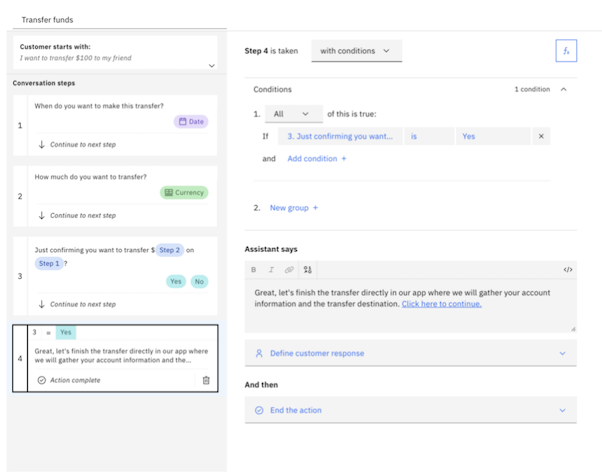 Transfer funds
Customer starts with:
I want to transfer $100 to my friend
Conversation steps
1
When do you want to make this transfer?
Date
Continue to next step
2
How much do you want to transfer?
Currency
Continue to next step
3
Just confirming you want to transfer $ Step 2 on
Step 1 ?
Yes No
Continue to next step
4
3 = Yes
Great, let's finish the transfer directly in our app where
we will gather your account information and the...
Action complete
Step 4 is taken with conditions
fx
Conditions 1 condition
1. All of this is true:
If 3. Just confirming you want... is Yes ×
and Add condition +
2. New group +
Assistant says
B I </>
Great, let's finish the transfer directly in our app where we will gather your account
information and the transfer destination. Click here to continue.
Define customer response
And then
End the action